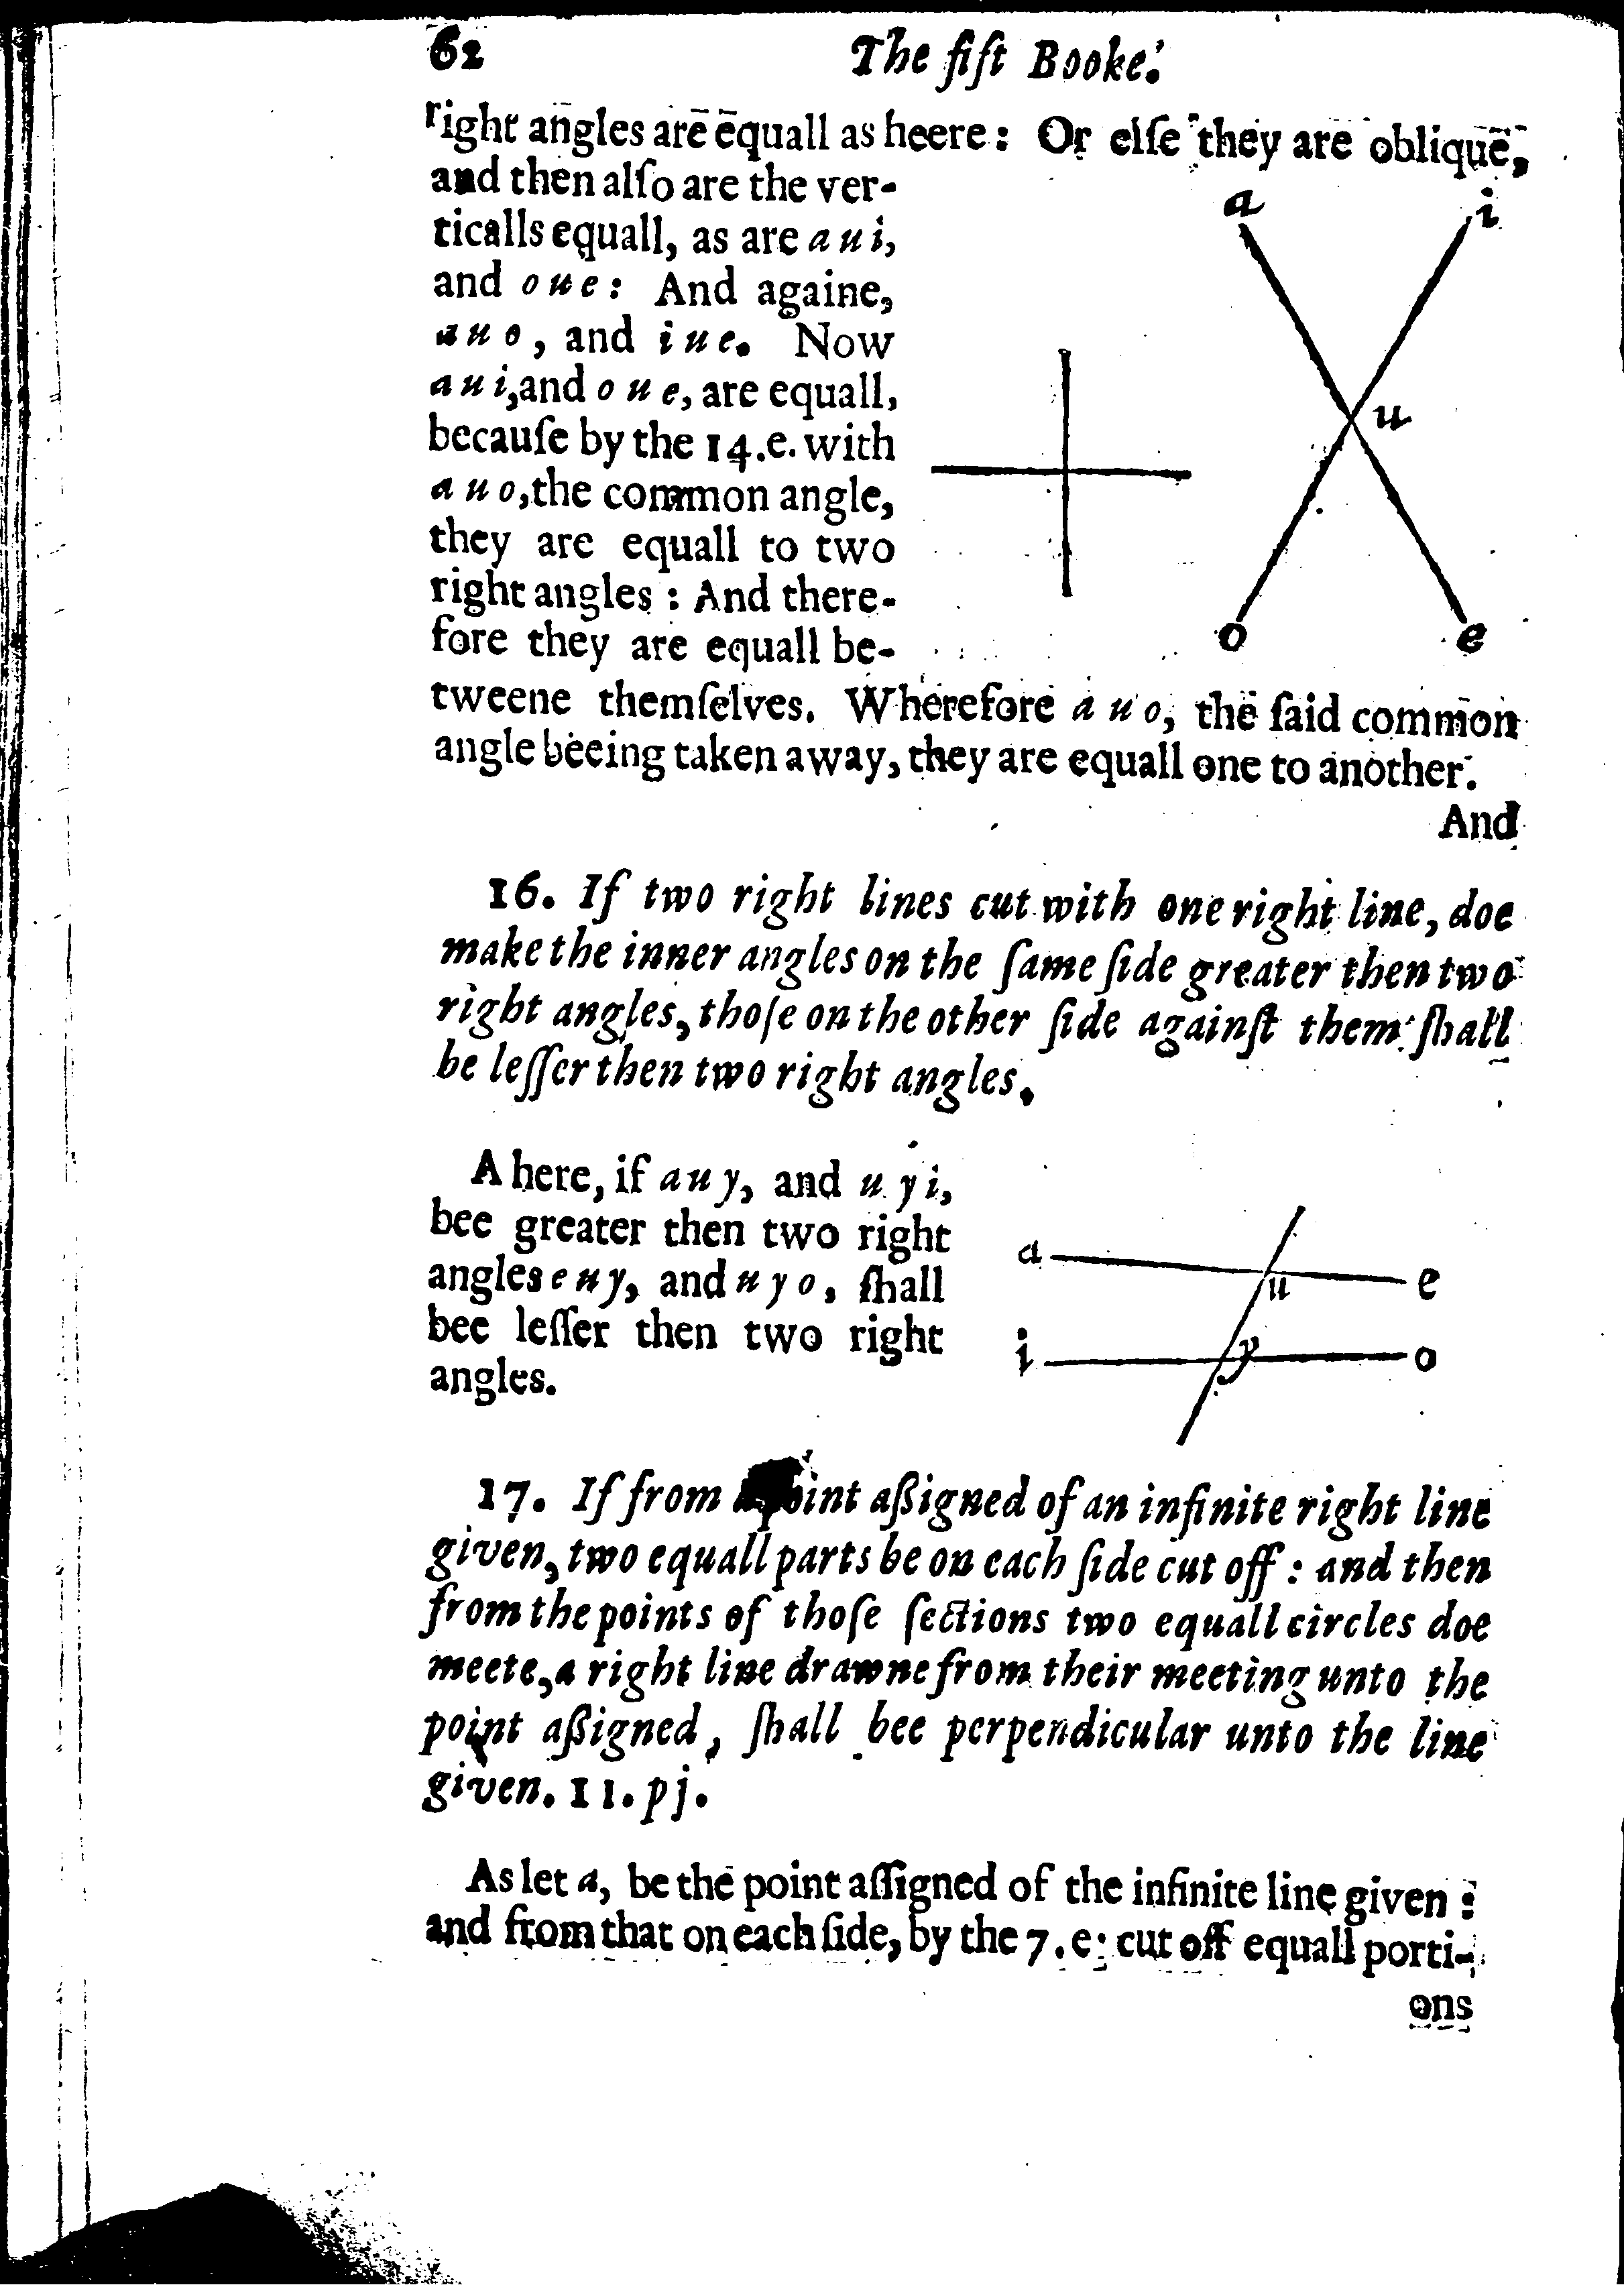 62 The fift Booke.
right angles are equall as heere: Or elſe they are oblique,
and then alſo are the ver-
ticalls equall, as are a u i,
and o u e: And againe,
a u o, and i u e. Now
a u i, and o u e, are equall,
becauſe by the 14.e. with
a u o, the common angle,
they are equall to two
right angles: And there-
fore they are equall be-
tweene themſelves. Wherefore a u o, the ſaid common
angle beeing taken away, they are equall one to another.
a
i
u
o
e
And
16. If two right lines cut with one right line, doe
make the inner angles on the ſame ſide greater then two
right angles, thoſe on the other ſide againſt them ſhall
be leſſer then two right angles.
A here, if a u y, and u y i,
bee greater then two right
angles e u y, and u y o, ſhall
bee leſſer then two right
angles.
a
e
u
i
y
o
17. If from a point aßigned of an infinite right line
given, two equall parts be on each ſide cut off: and then
from the points of thoſe ſections two equall circles doe
meete, a right line drawne from their meeting unto the
point aßigned, ſhall bee perpendicular unto the line
given. 11. pj.
As let a, be the point aſſigned of the infinite line given:
and from that on each ſide, by the 7.e: cut off equall porti-
ons